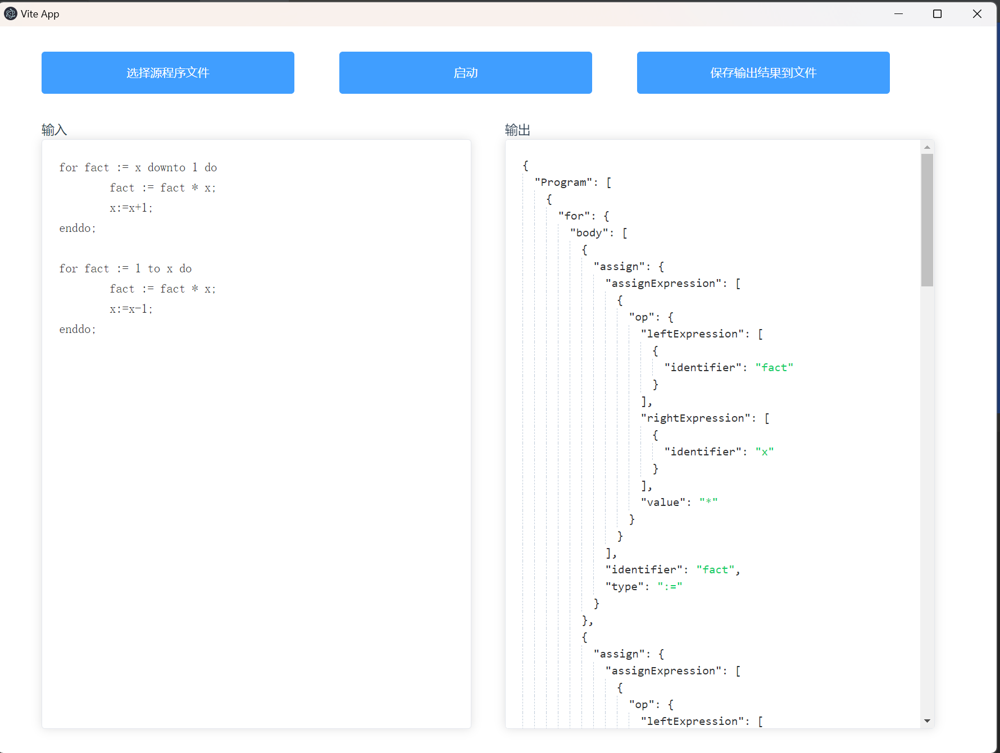 Vite App
选择源程序文件
启动
保存输出结果到文件
输入
for fact := x downto 1 do
        fact := fact * x;
        x:=x+1;
enddo;

for fact := 1 to x do
        fact := fact * x;
        x:=x-1;
enddo;
输出
{
  "Program": [
    {
      "for": {
        "body": [
          {
            "assign": {
              "assignExpression": [
                {
                  "op": {
                    "leftExpression": [
                      {
                        "identifier": "fact"
                      }
                    ],
                    "rightExpression": [
                      {
                        "identifier": "x"
                      }
                    ],
                    "value": "*"
                  }
                }
              ],
              "identifier": "fact",
              "type": ":="
            }
          },
          {
            "assign": {
              "assignExpression": [
                {
                  "op": {
                    "leftExpression": [